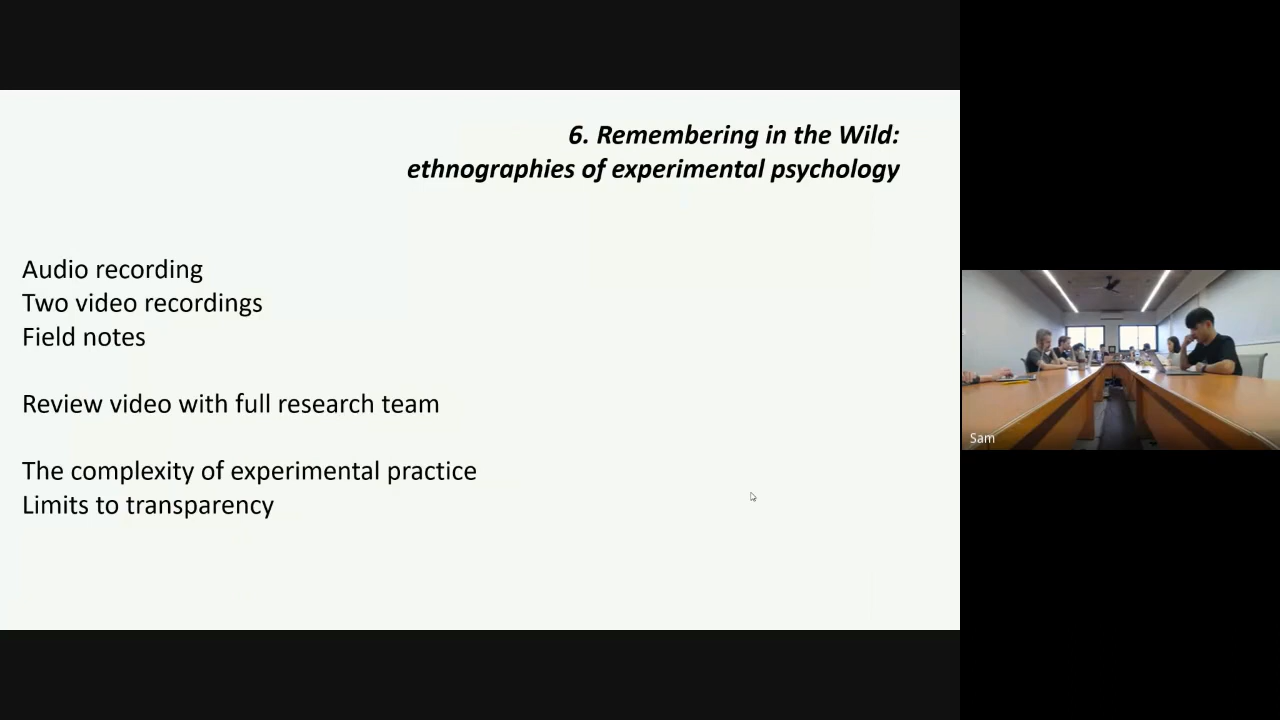 6. Remembering in the Wild:
ethnographies of experimental psychology
Audio recording
Two video recordings
Field notes
Review video with full research team
The complexity of experimental practice
Limits to transparency
Sam